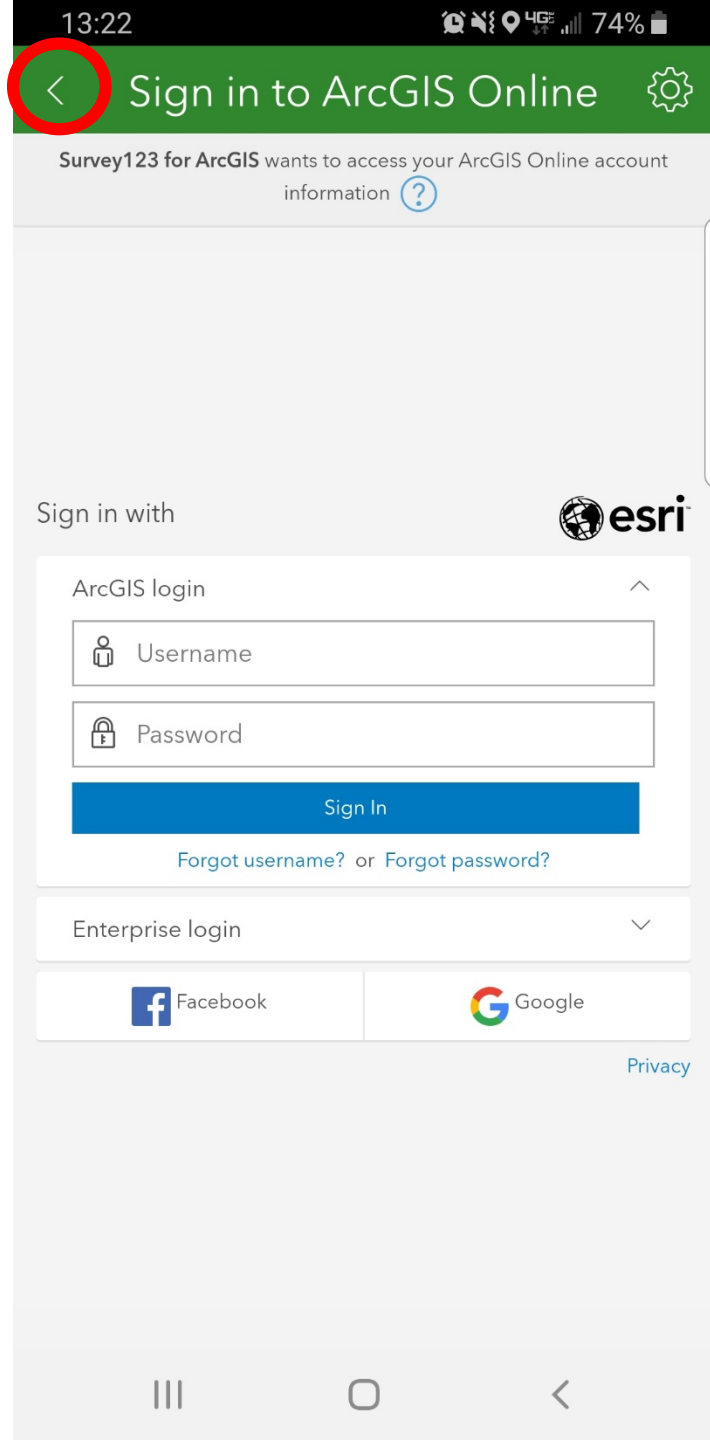 13:22 4GE 74%
Sign in to ArcGIS Online
Survey123 for ArcGIS wants to access your ArcGIS Online account
information ?
Sign in with esri
ArcGIS login
Username
Password
Sign In
Forgot username? or Forgot password?
Enterprise login
Facebook Google
Privacy